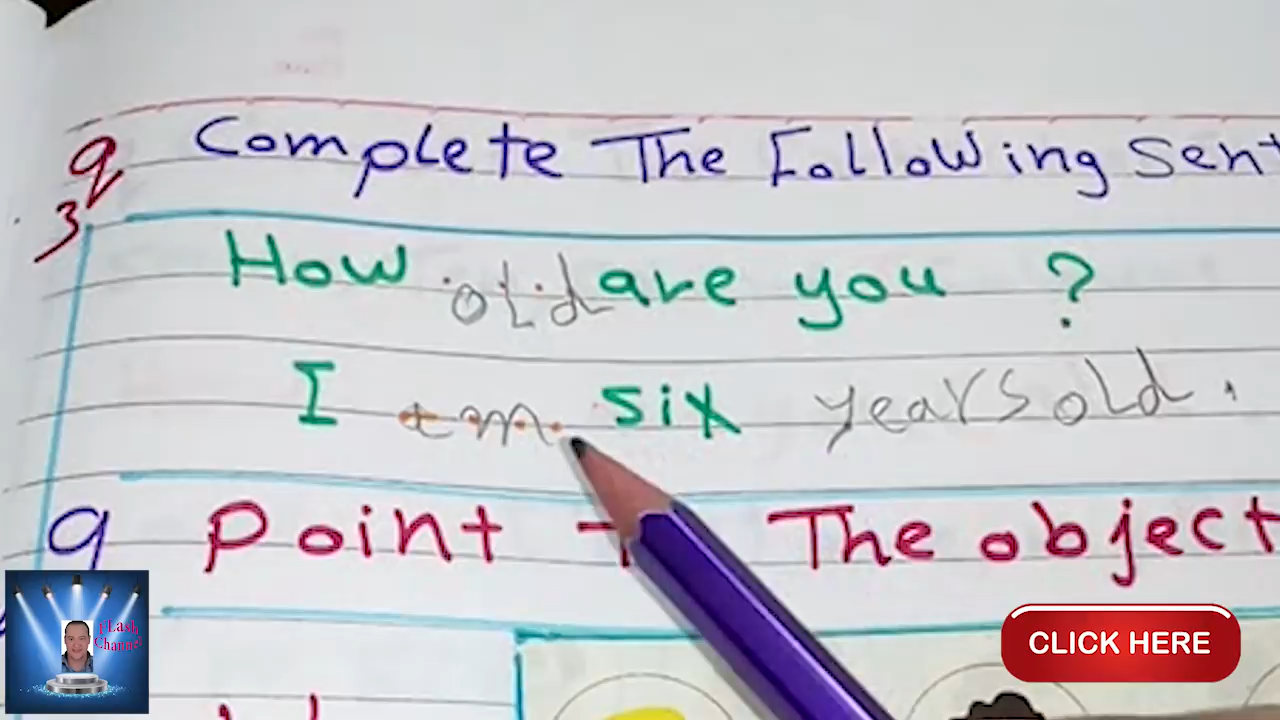 q Complete The Following Sent
3
How old are you ?
I am six years old.
q Point The object
FLash
Channel
CLICK HERE